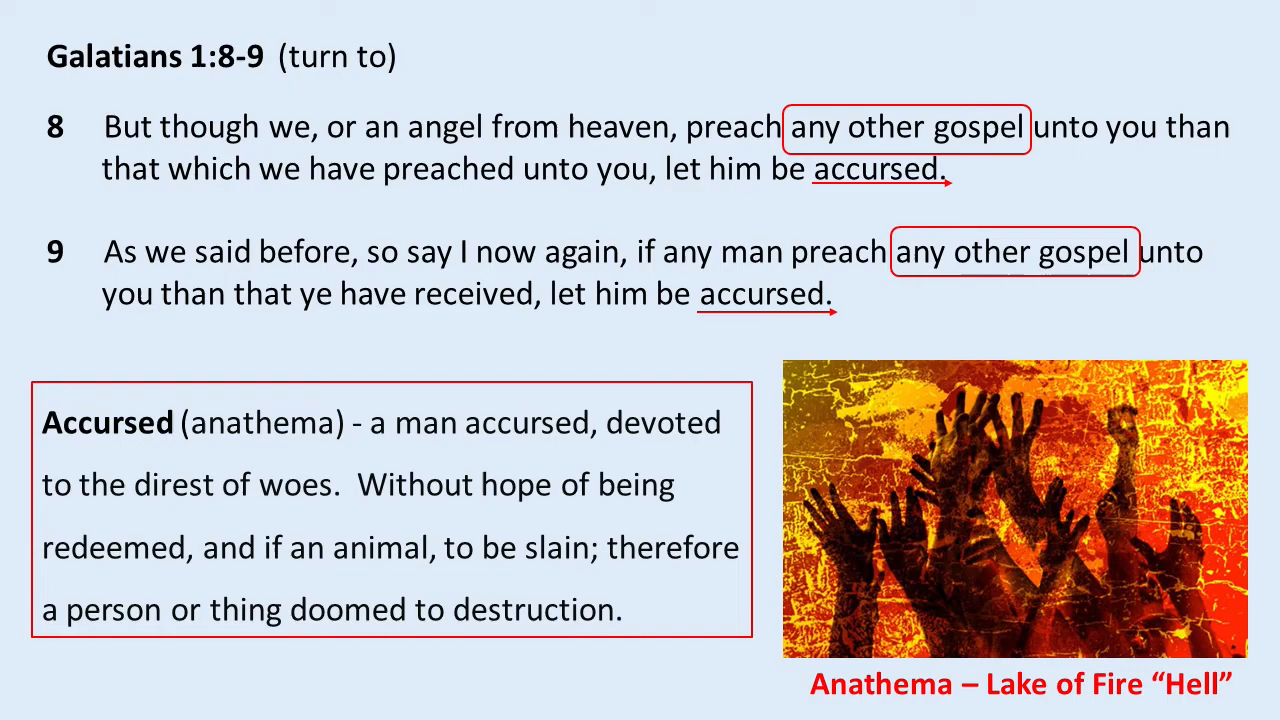 Galatians 1:8-9 (turn to)
8 But though we, or an angel from heaven, preach any other gospel unto you than
that which we have preached unto you, let him be accursed.
9 As we said before, so say I now again, if any man preach any other gospel unto
you than that ye have received, let him be accursed.
Accursed (anathema) - a man accursed, devoted
to the direst of woes. Without hope of being
redeemed, and if an animal, to be slain; therefore
a person or thing doomed to destruction.
Anathema – Lake of Fire “Hell”